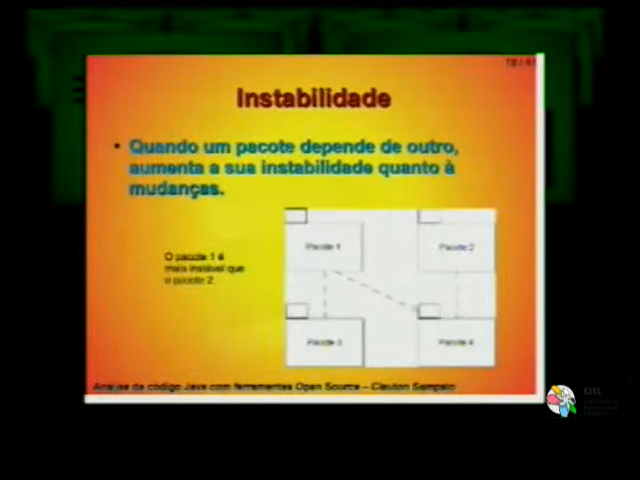 Instabilidade
• Quando um pacote depende de outro,
aumenta a sua instabilidade quanto à
mudanças.
Pacote 1
Pacote 2
O pacote 1 é
mais instável que
o pacote 2
Pacote 3
Pacote 4
Análise de código Java com ferramentas Open Source – Cleuton Sampaio
CISL